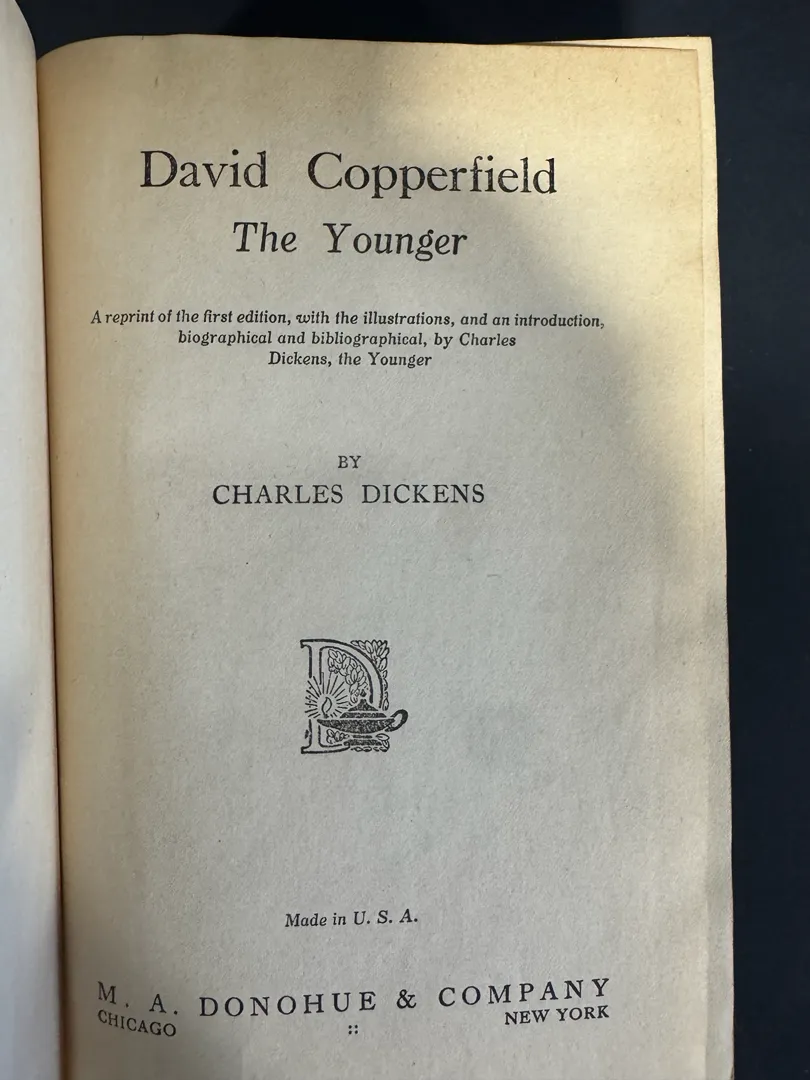 David Copperfield
The Younger
A reprint of the first edition, with the illustrations, and an introduction,
biographical and bibliographical, by Charles
Dickens, the Younger
BY
CHARLES DICKENS
D
Made in U. S. A.
M. A. DONOHUE & COMPANY
CHICAGO :: NEW YORK